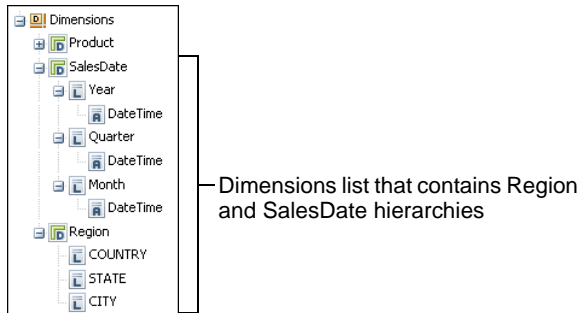 Dimensions
Product
SalesDate
Year
DateTime
Quarter
DateTime
Month
DateTime
Region
COUNTRY
STATE
CITY
Dimensions list that contains Region
and SalesDate hierarchies